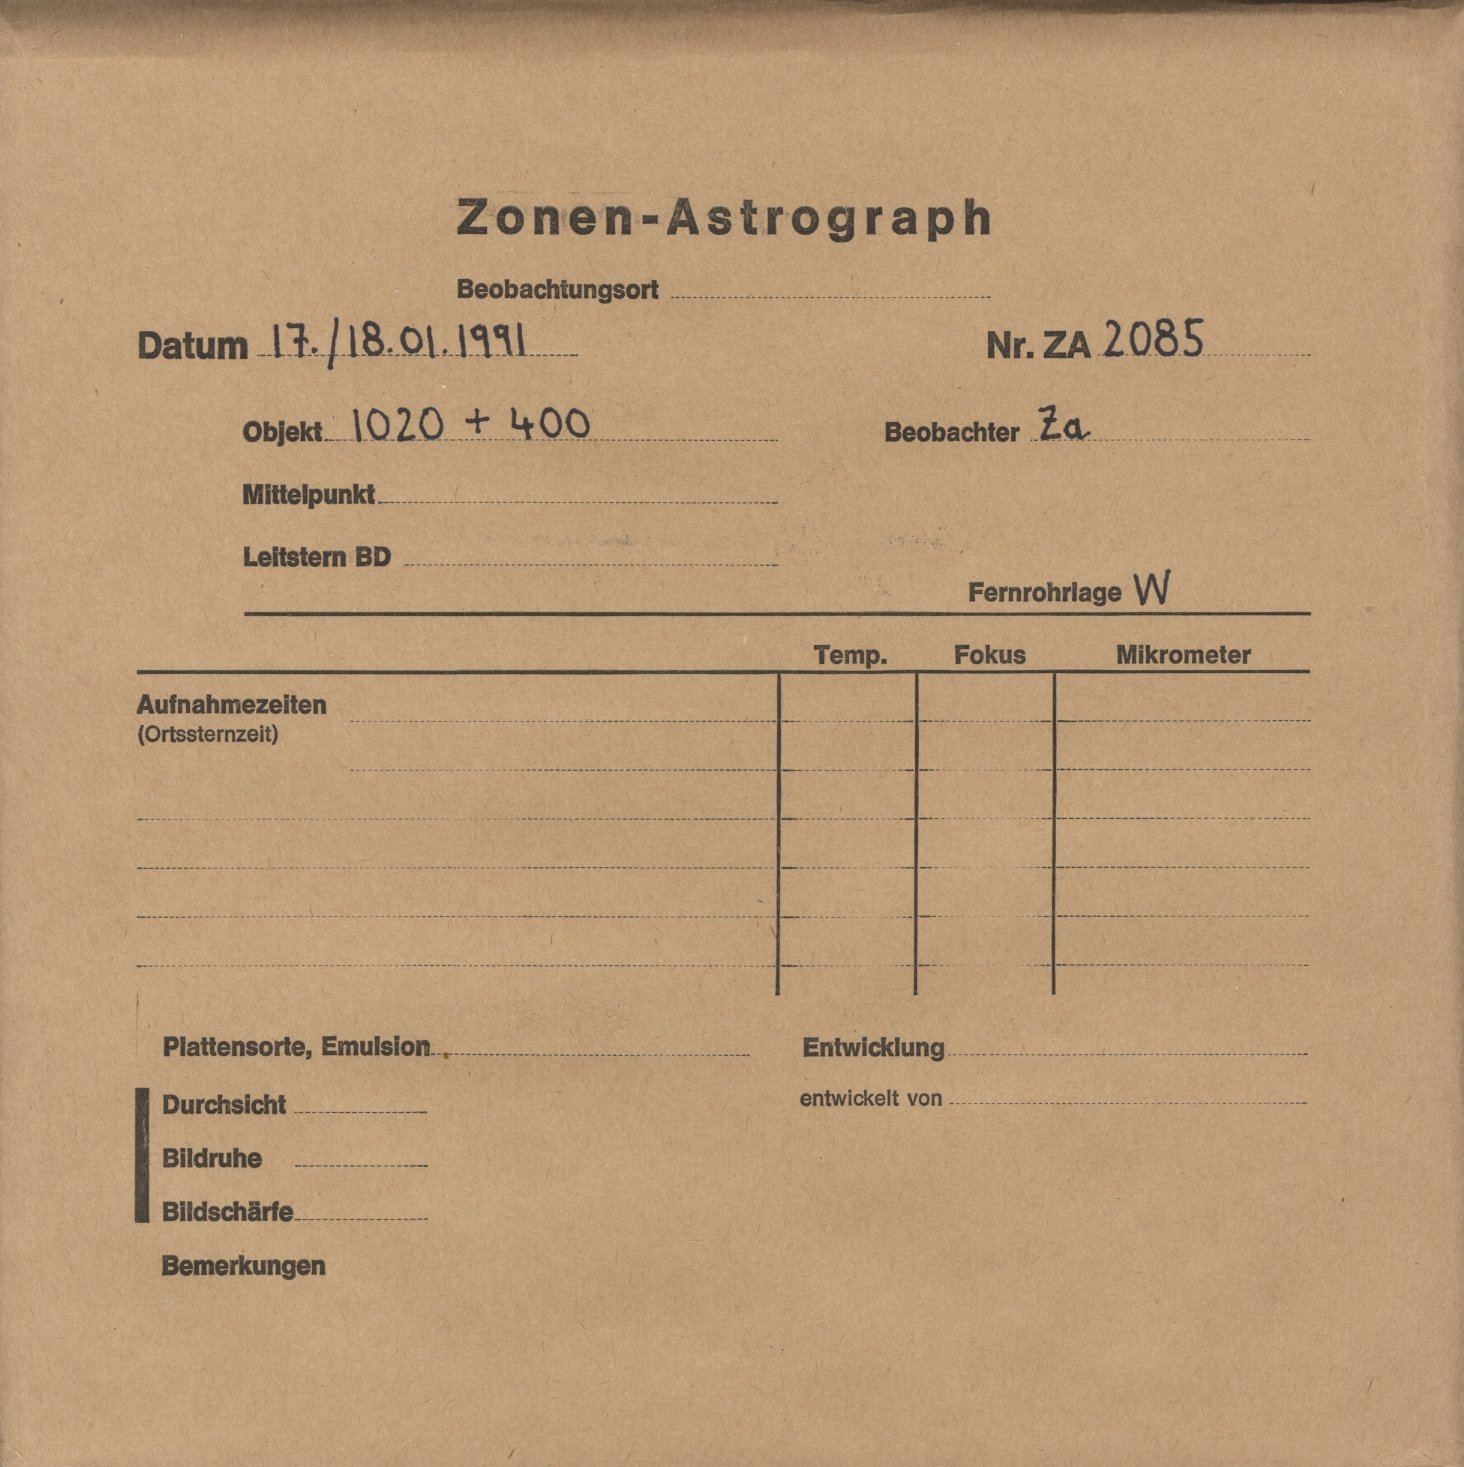 Zonen-Astrograph
Beobachtungsort
Datum 17./18.01.1991 Nr. ZA 2085
Objekt 1020 + 400 Beobachter Za
Mittelpunkt
Leitstern BD
Fernrohrlage W
Temp. Fokus Mikrometer
Aufnahmezeiten
(Ortssternzeit)
Plattensorte, Emulsion Entwicklung
Durchsicht entwickelt von
Bildruhe
Bildschärfe
Bemerkungen